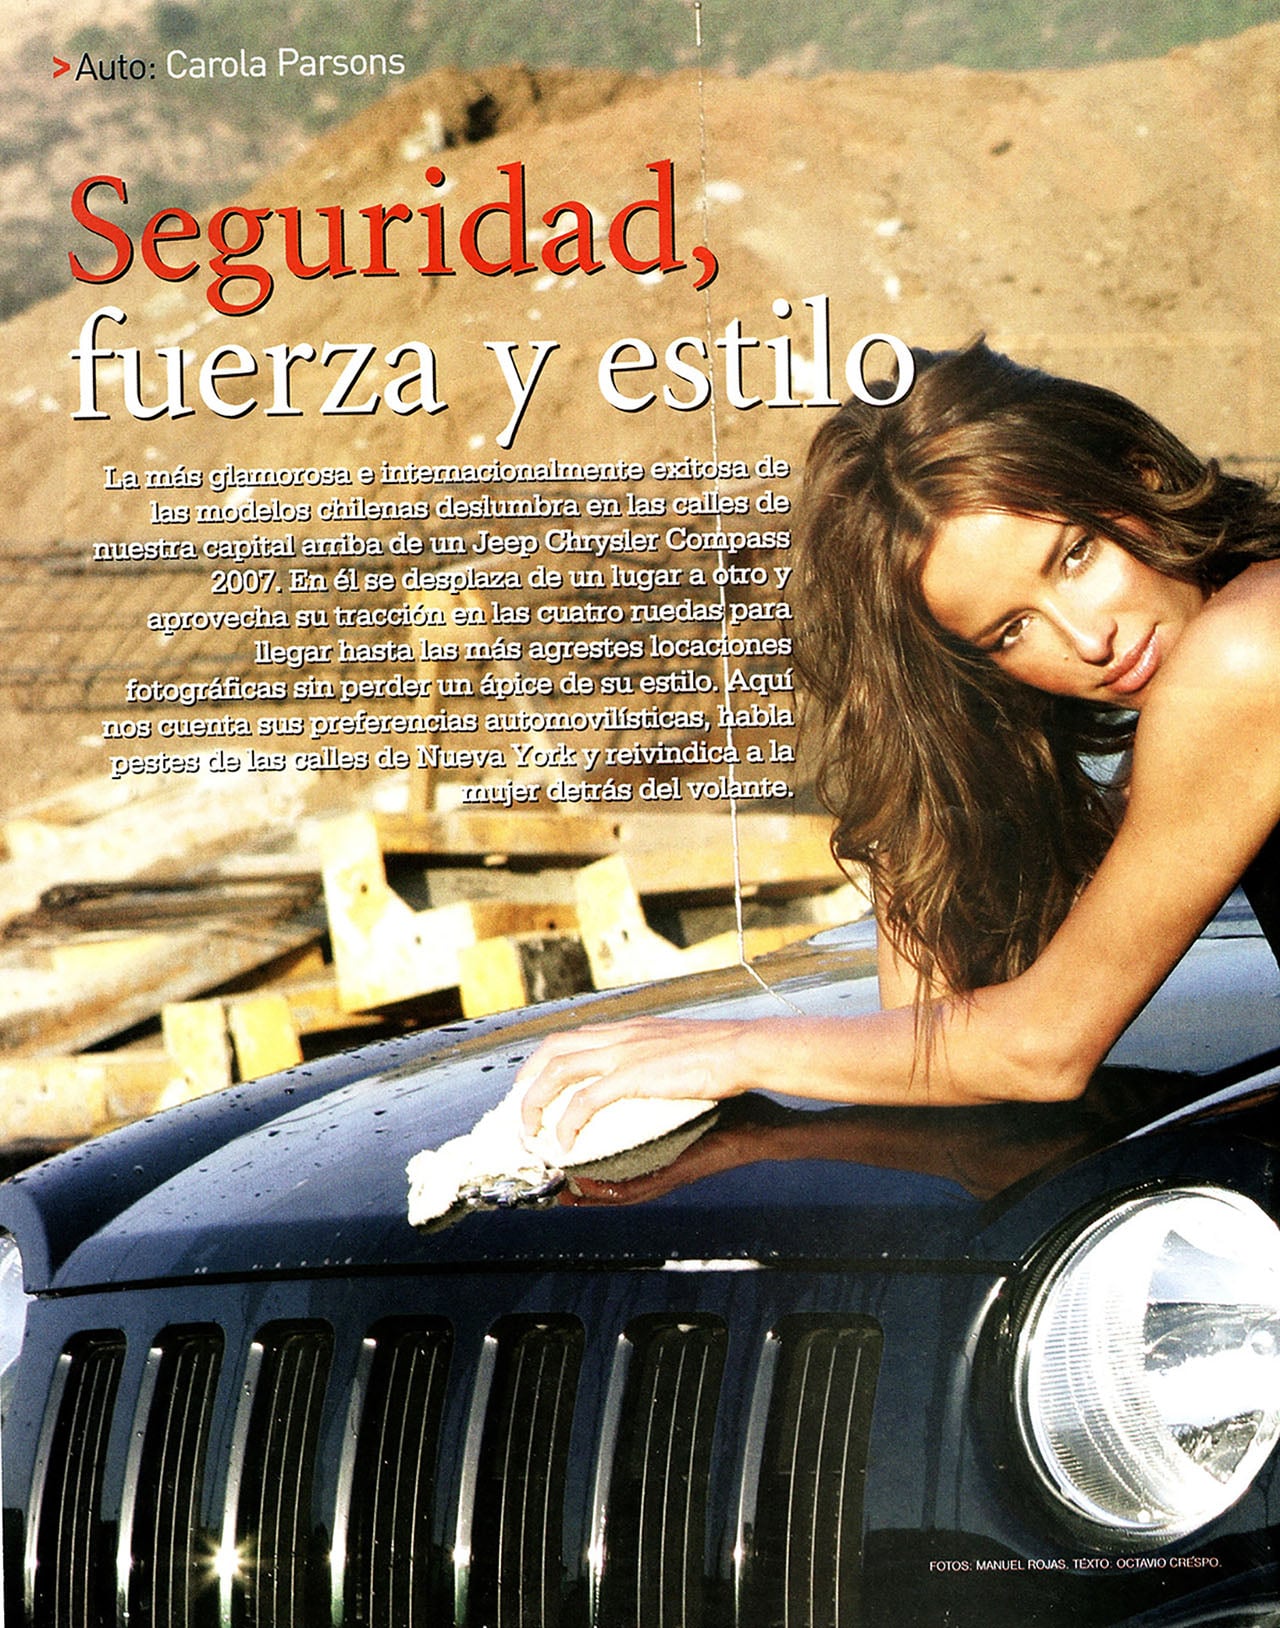 >Auto: Carola Parsons
Seguridad,
fuerza y estilo
La más glamorosa e internacionalmente exitosa de
las modelos chilenas deslumbra en las calles de
nuestra capital arriba de un Jeep Chrysler Compass
2007. En él se desplaza de un lugar a otro y
aprovecha su tracción en las cuatro ruedas para
llegar hasta las más agrestes locaciones
fotográficas sin perder un ápice de su estilo. Aquí
nos cuenta sus preferencias automovilísticas, habla
pestes de las calles de Nueva York y reivindica a la
mujer detrás del volante.
FOTOS: MANUEL ROJAS. TEXTO: OCTAVIO CRESPO.